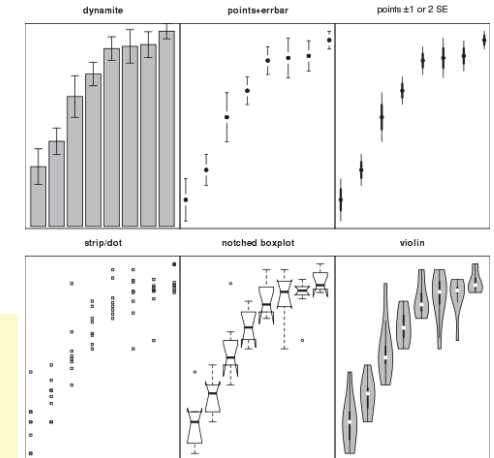 dynamite
points+errbar
points ±1 or 2 SE
strip/dot
notched boxplot
violin